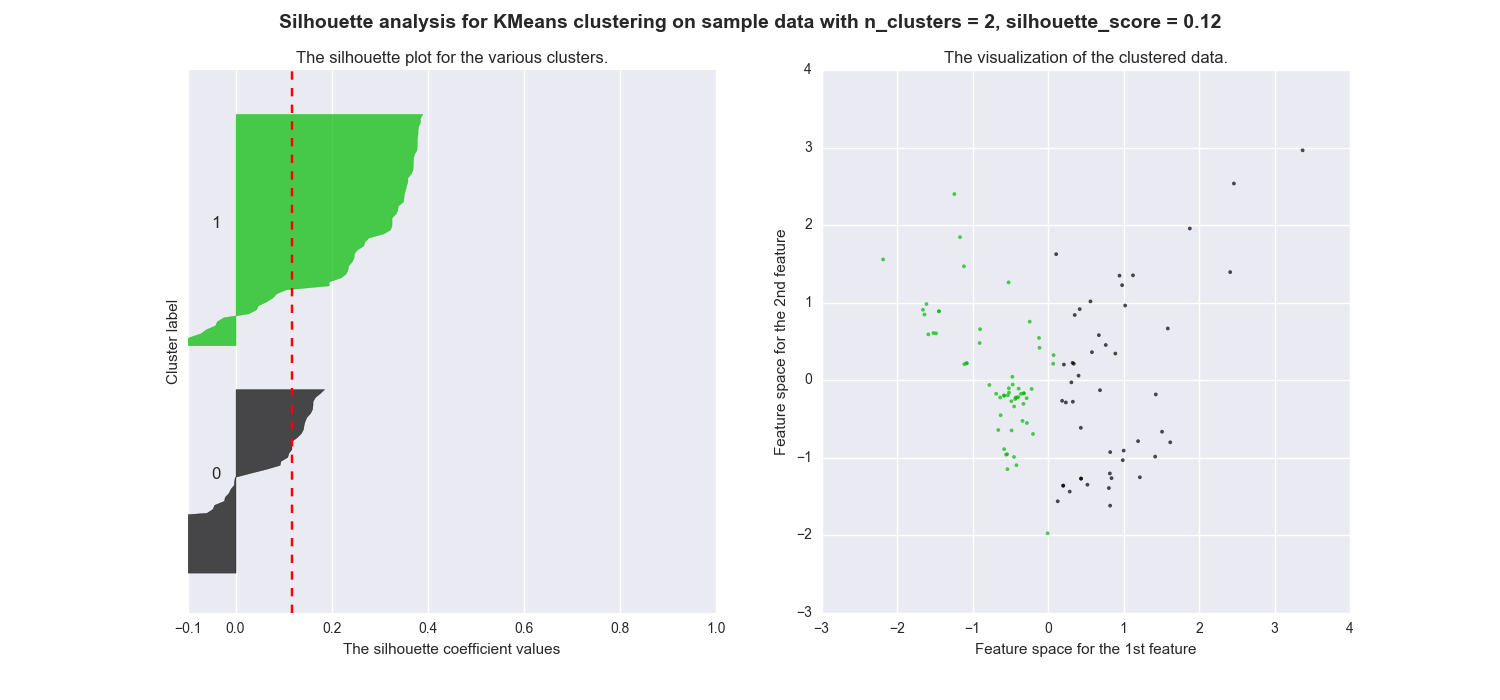 Silhouette analysis for KMeans clustering on sample data with n_clusters = 2, silhouette_score = 0.12
The silhouette plot for the various clusters.
Cluster label
1
0
−0.1 0.0 0.2 0.4 0.6 0.8 1.0
The silhouette coefficient values
The visualization of the clustered data.
Feature space for the 2nd feature
4
3
2
1
0
−1
−2
−3
−3 −2 −1 0 1 2 3 4
Feature space for the 1st feature